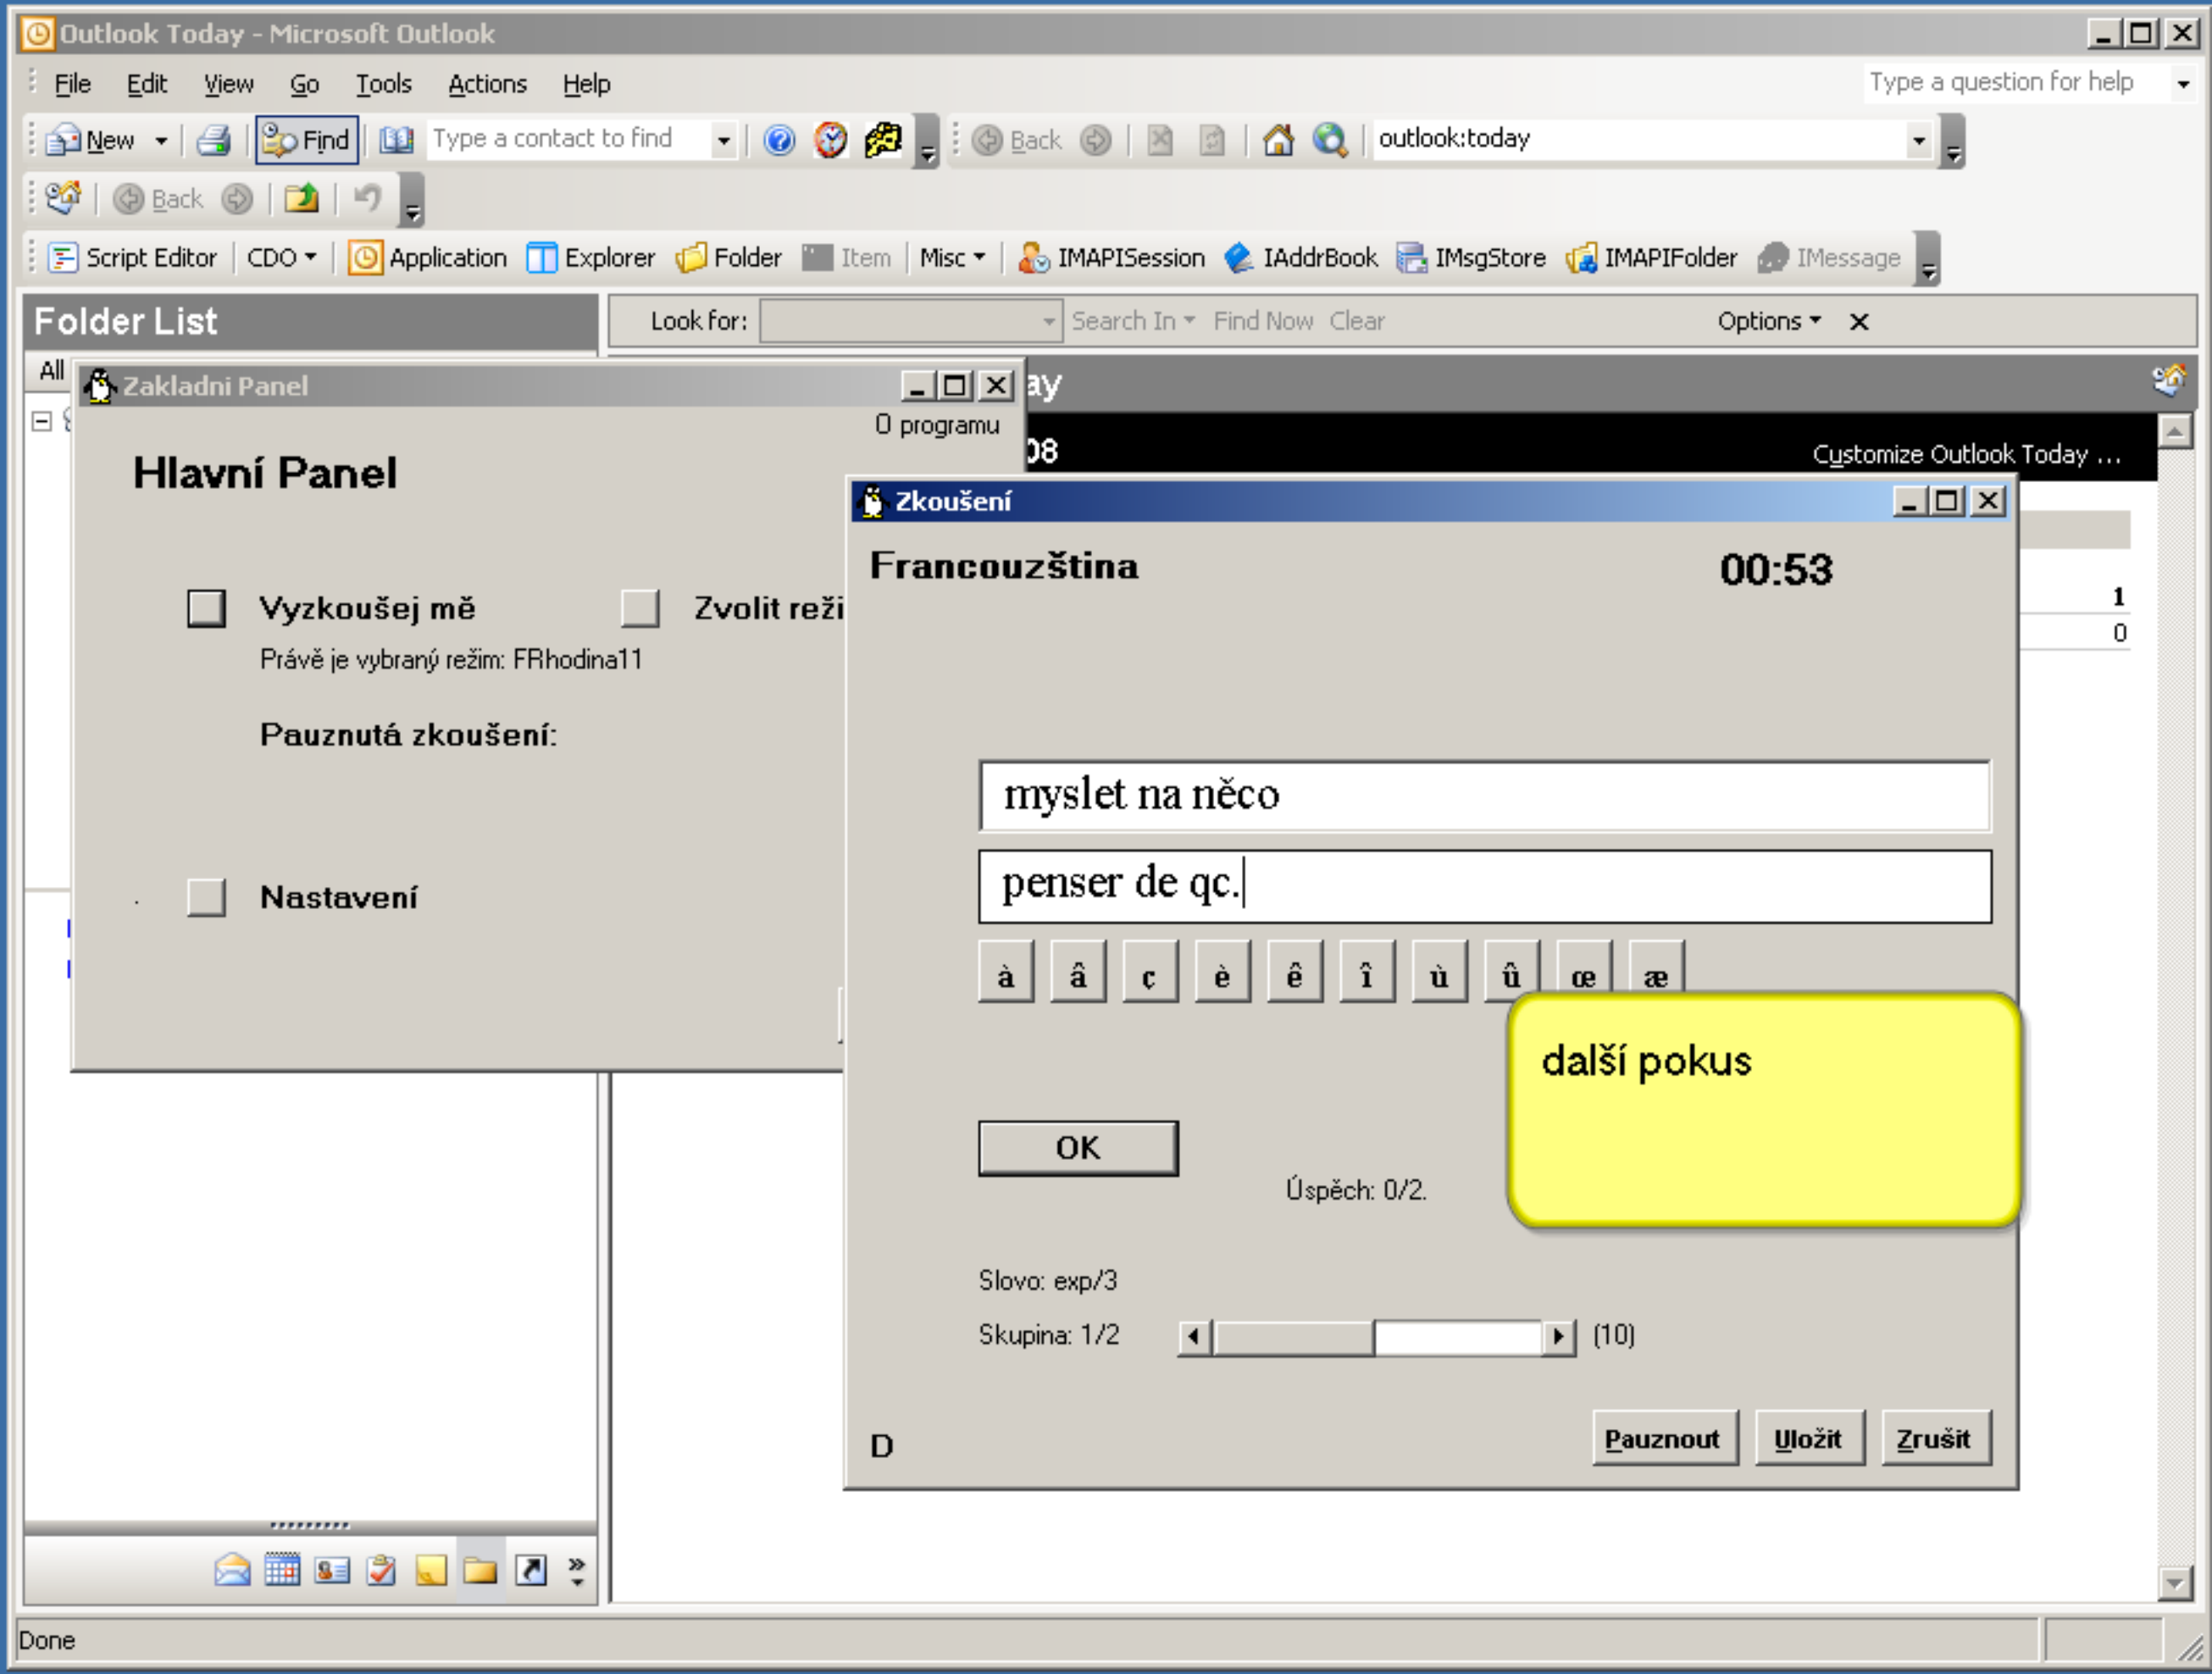 Outlook Today - Microsoft Outlook
File Edit View Go Tools Actions Help Type a question for help
New Find Type a contact to find Back outlook:today
Back
Script Editor CDO Application Explorer Folder Item Misc IMAPISession IAddrBook IMsgStore IMAPIFolder IMessage
Folder List Look for: Search In Find Now Clear Options
All
ay
08 Customize Outlook Today ...
1
0
Zakladni Panel
O programu
Hlavní Panel
Vyzkoušej mě Zvolit reži
Právě je vybraný režim: FRhodina11
Pauznutá zkoušení:
. Nastavení
Zkoušení
Francouzština 00:53
myslet na něco
penser de qc.
à â ç è ê î ù û œ æ
další pokus
OK
Úspěch: 0/2.
Slovo: exp/3
Skupina: 1/2 (10)
D Pauznout Uložit Zrušit
Done